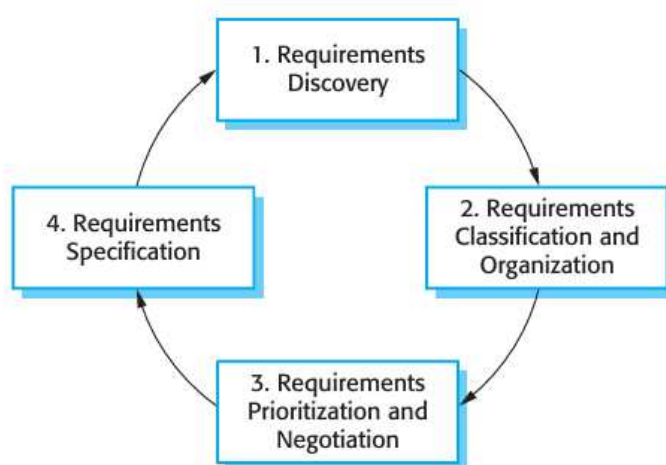 1. Requirements
Discovery
2. Requirements
Classification and
Organization
3. Requirements
Prioritization and
Negotiation
4. Requirements
Specification